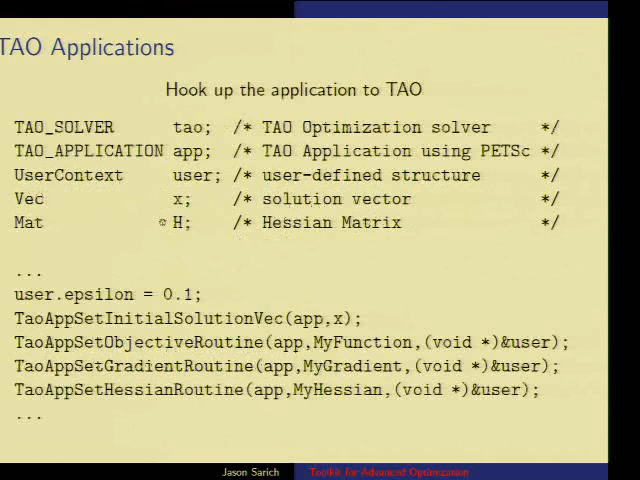 TAO Applications
Hook up the application to TAO
TAO_SOLVER tao; /* TAO Optimization solver */
TAO_APPLICATION app; /* TAO Application using PETSc */
UserContext user; /* user-defined structure */
Vec x; /* solution vector */
Mat H; /* Hessian Matrix */
...
user.epsilon = 0.1;
TaoAppSetInitialSolutionVec(app,x);
TaoAppSetObjectiveRoutine(app,MyFunction,(void *)&user);
TaoAppSetGradientRoutine(app,MyGradient,(void *)&user);
TaoAppSetHessianRoutine(app,MyHessian,(void *)&user);
...
Jason Sarich Toolkit for Advanced Optimization